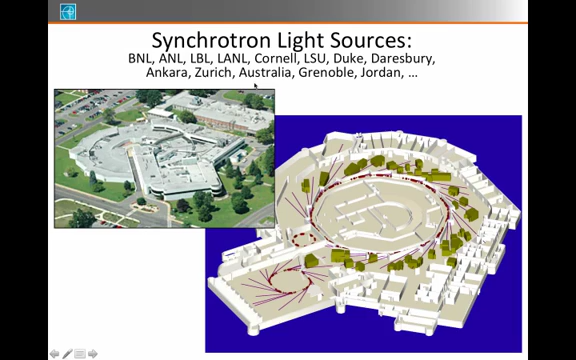 Synchrotron Light Sources:
BNL, ANL, LBL, LANL, Cornell, LSU, Duke, Daresbury,
Ankara, Zurich, Australia, Grenoble, Jordan, …